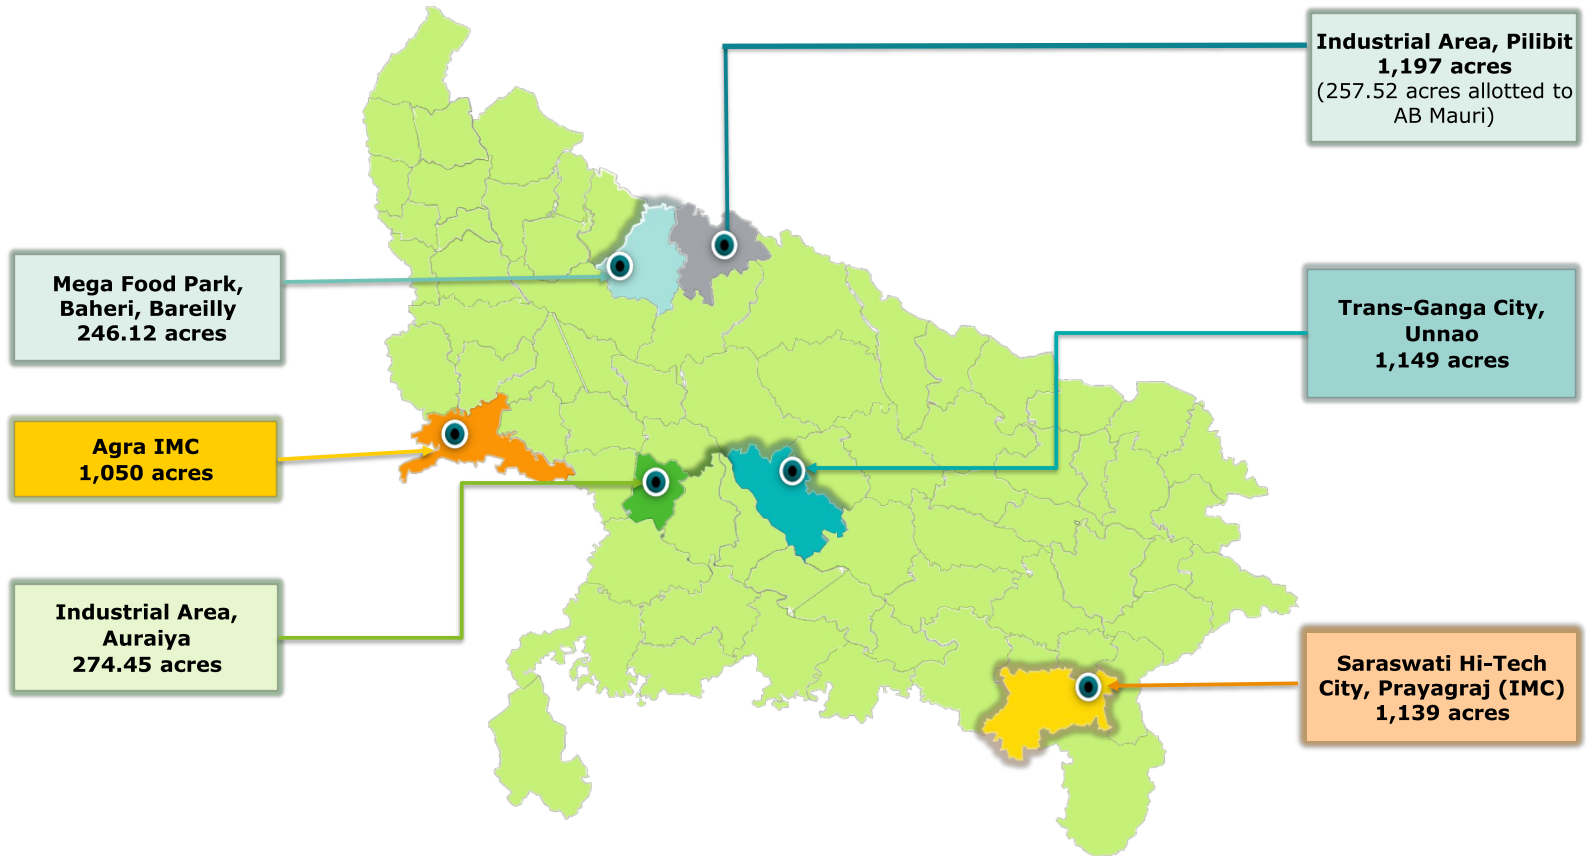 Industrial Area, Pilibit
1,197 acres
(257.52 acres allotted to
AB Mauri)
Mega Food Park,
Baheri, Bareilly
246.12 acres
Trans-Ganga City,
Unnao
1,149 acres
Agra IMC
1,050 acres
Industrial Area,
Auraiya
274.45 acres
Saraswati Hi-Tech
City, Prayagraj (IMC)
1,139 acres